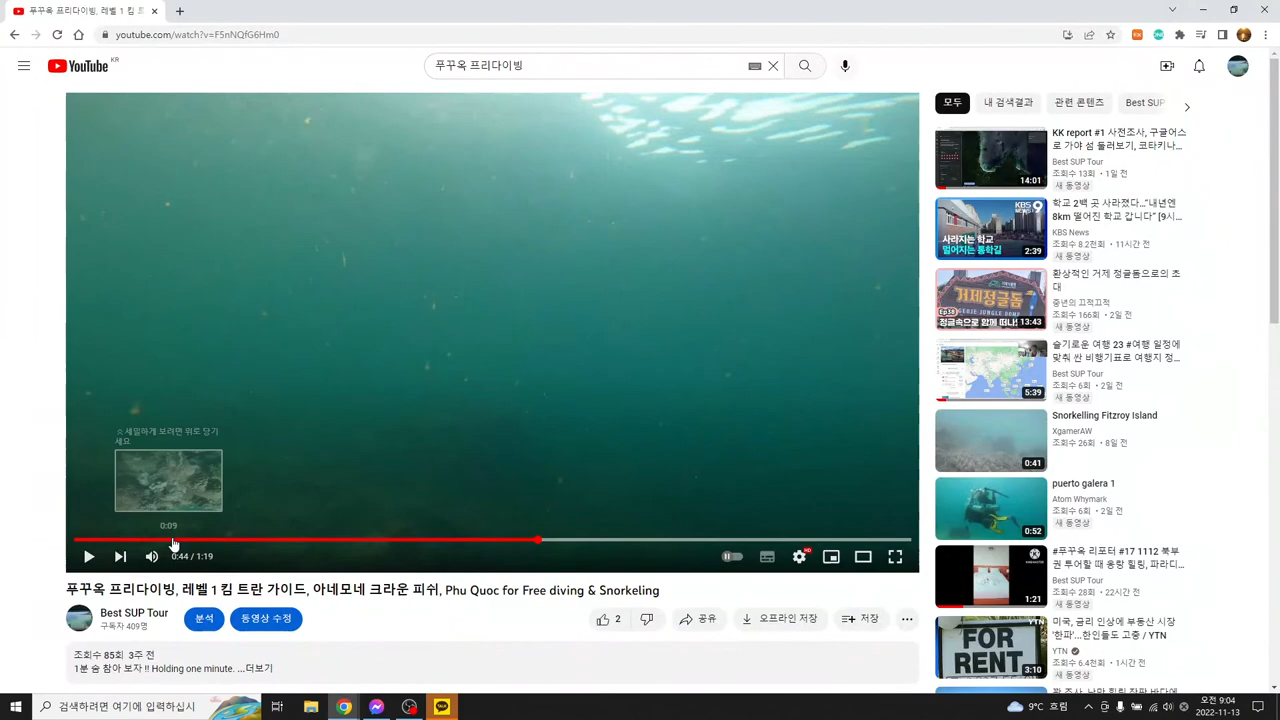 푸꾸옥 프리다이빙, 레벨 1 킴 트
youtube.com/watch?v=F5nNQfG6Hm0
YouTube KR
푸꾸옥 프리다이빙
세밀하게 보려면 위로 당기
세요.
0:09
0:44 / 1:19
푸꾸옥 프리다이빙, 레벨 1 킴 트란 가이드, 아네모네 크라운 피쉬, Phu Quoc for Free diving & Snorkeling
Best SUP Tour
구독자 409명
분석
동영상 수정
2
공유
오프라인 저장
저장
조회수 85회 3주 전
1분 숨 참아 보자 !! Holding one minute. ...더보기
모두
내 검색결과
관련 콘텐츠
Best SUP
14:01
KK report #1 사전조사, 구글어스
로 가야 섬 둘러보기, 코타키나...
Best SUP Tour
조회수 13회 • 1일 전
새 동영상
KBS NEWS 9
사라지는 학교
멀어지는 통학길
2:39
학교 2백 곳 사라졌다…"내년엔
8km 떨어진 학교 갑니다" [9시...
KBS News
조회수 8.2천회 • 11시간 전
새 동영상
거제정글돔
GEOJE JUNGLE DOME
Ep38
정글속으로 함께 떠나
13:43
환상적인 거제 정글돔으로의 초
대
중년의 끄적끄적
조회수 166회 • 2일 전
새 동영상
5:39
슬기로운 여행 23 #여행 일정에
맞춰 싼 비행기표로 여행지 정...
Best SUP Tour
조회수 6회 • 2일 전
새 동영상
0:41
Snorkelling Fitzroy Island
XgamerAW
조회수 26회 • 8일 전
0:52
puerto galera 1
Atom Whymark
조회수 6회 • 2일 전
새 동영상
1:21
#푸꾸옥 리포터 #17 1112 북부
권 투어할 때 옹랑 힐링, 파라디...
Best SUP Tour
조회수 28회 • 22시간 전
새 동영상
YTN
FOR
RENT
3:10
미국, 금리 인상에 부동산 시장
'한파'...한인들도 고충 / YTN
YTN
조회수 6.4천회 • 1시간 전
새 동영상
검색하려면 여기에 입력하십시
TALK
9°C 흐림
오전 9:04
2022-11-13